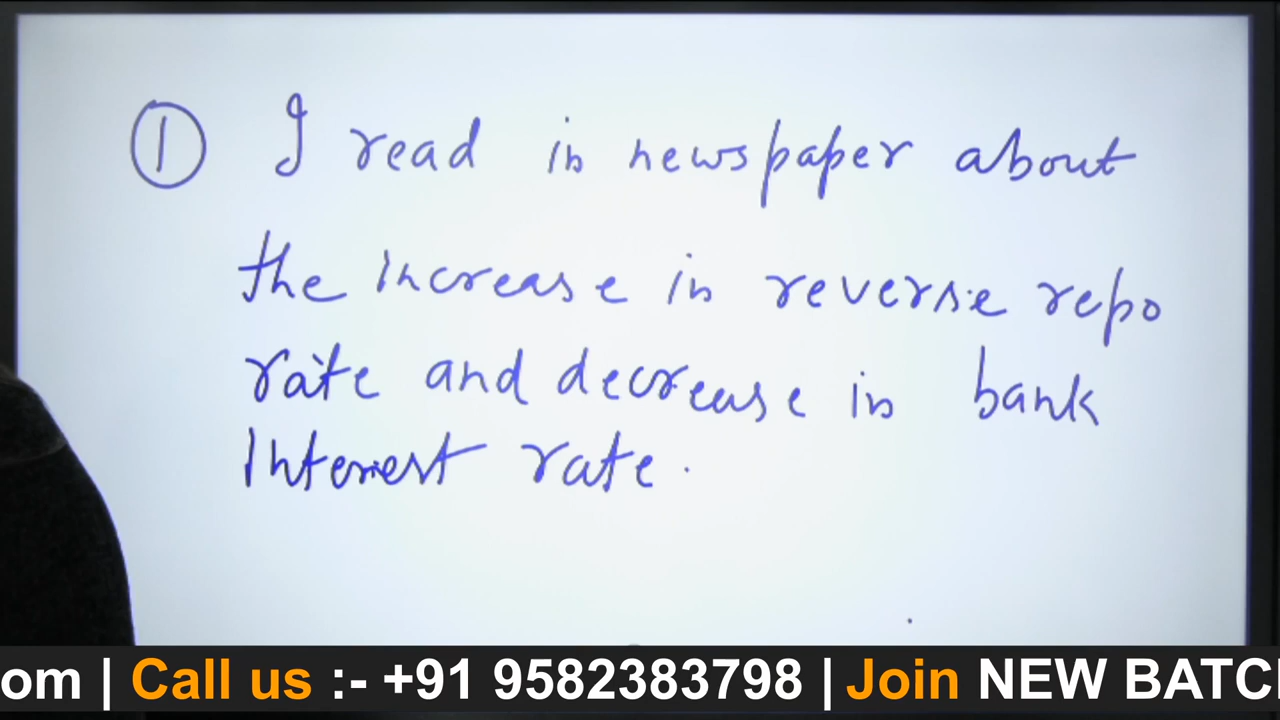 ① I read in newspaper about
the increase in reverse repo
rate and decrease in bank
interest rate.
om | Call us :- +91 9582383798 | Join NEW BATC